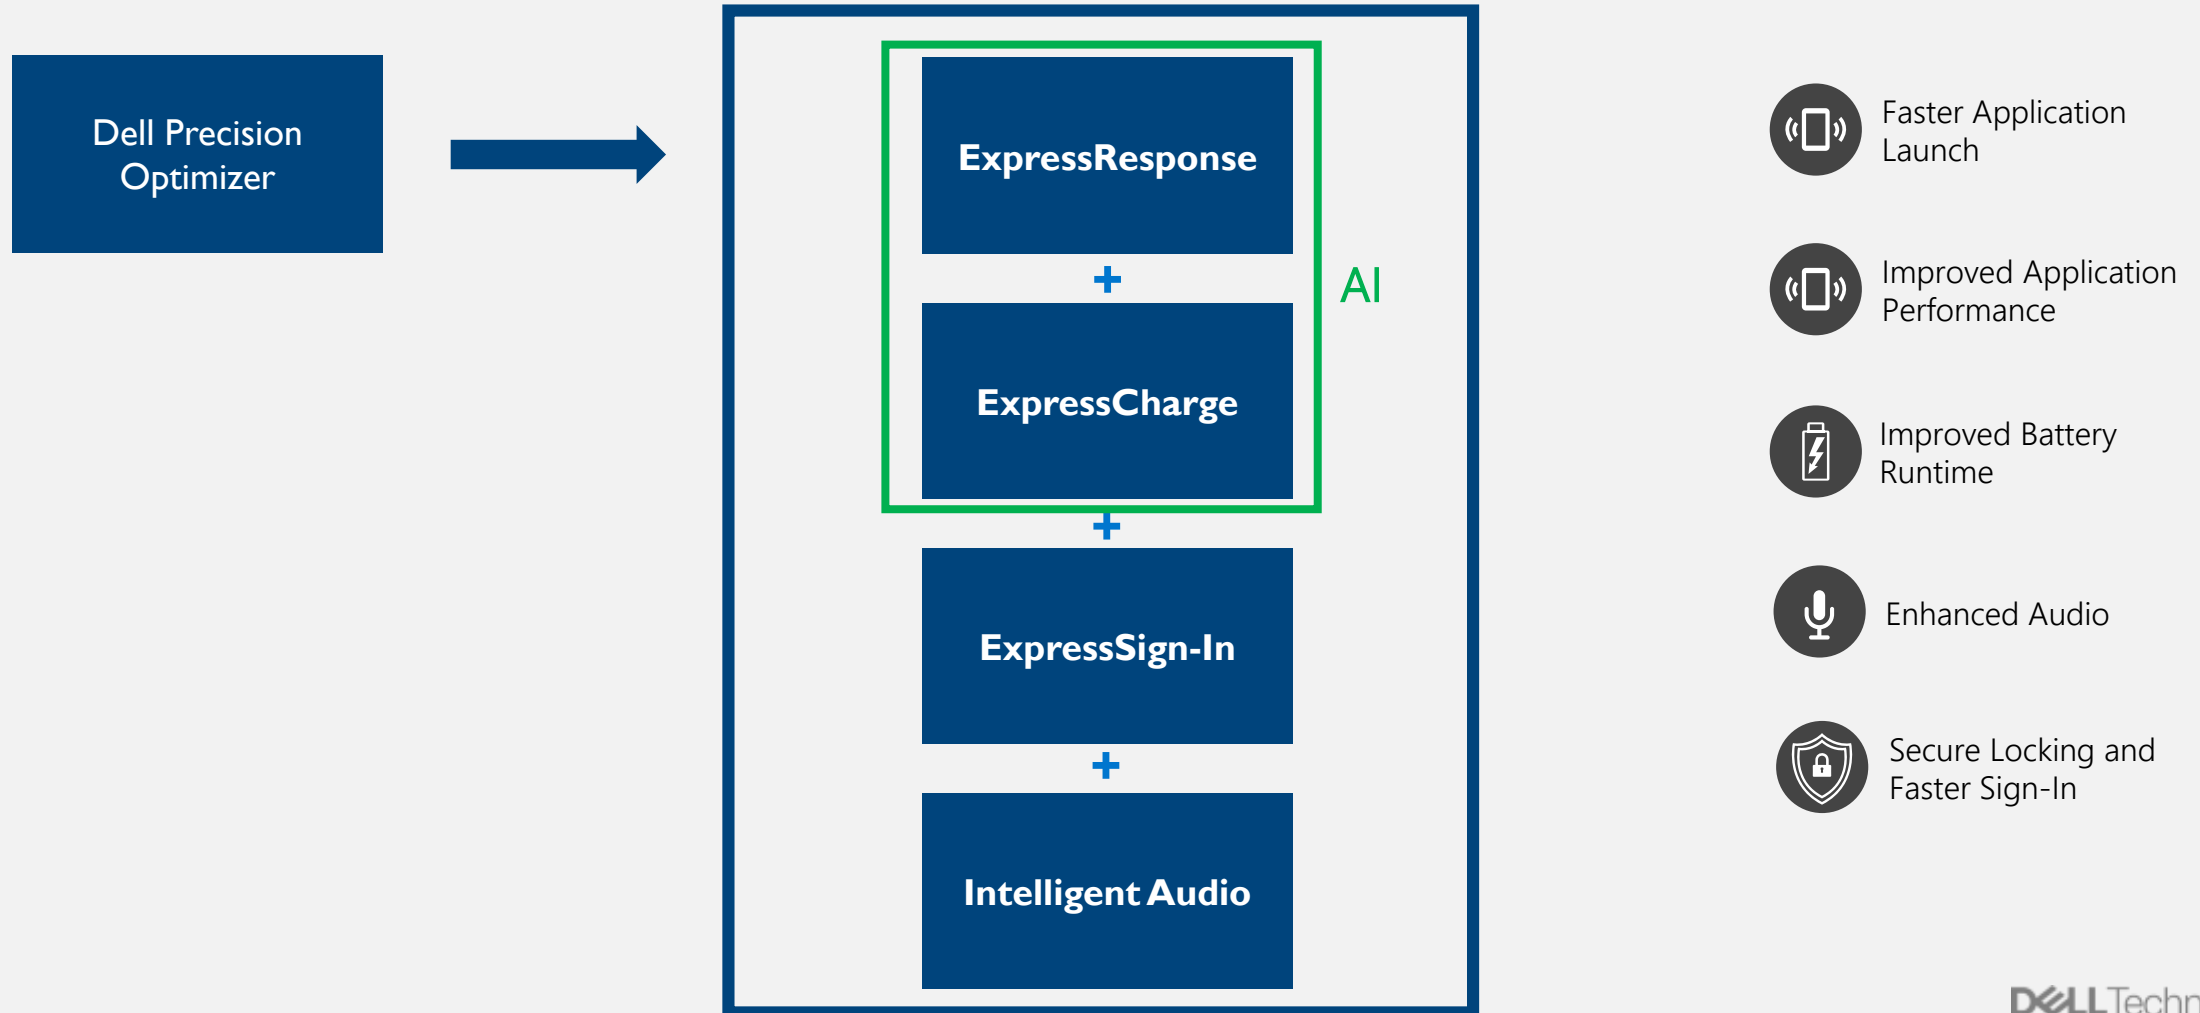 Dell Precision
Optimizer
ExpressResponse
+
AI
ExpressCharge
+
ExpressSign-In
+
Intelligent Audio
Faster Application
Launch
Improved Application
Performance
Improved Battery
Runtime
Enhanced Audio
Secure Locking and
Faster Sign-In
DELL